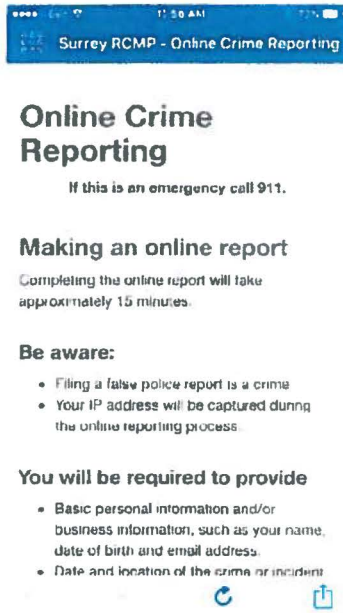 11:50 AM
Surrey RCMP - Online Crime Reporting
Online Crime
Reporting
If this is an emergency call 911.
Making an online report
Completing the online report will take
approximately 15 minutes.
Be aware:
• Filing a false police report is a crime
• Your IP address will be captured during
the online reporting process
You will be required to provide
• Basic personal information and/or
business information, such as your name,
date of birth and email address.
• Date and location of the crime or incident